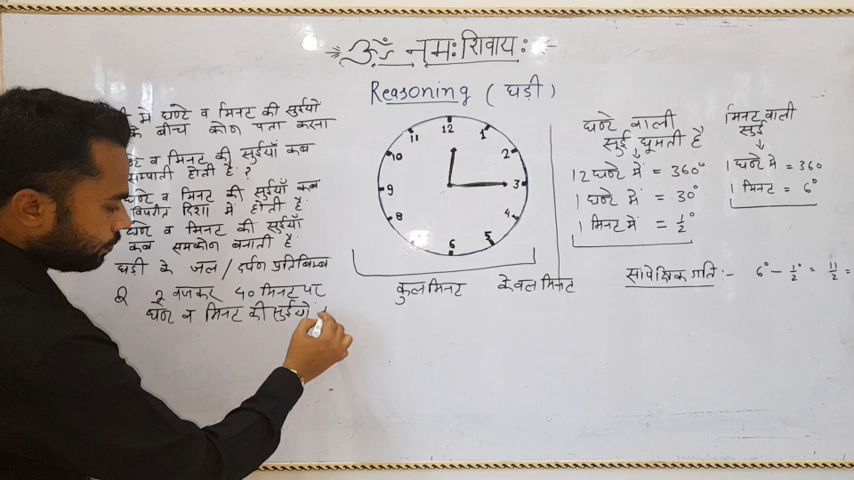 ॐ नमः शिवायः
Reasoning (घड़ी)
में घण्टे व मिनट की सुईयों
के बीच कोण पता करना
व मिनट की सुईयाँ कब
सम्पाती होती है ?
घण्टे व मिनट की सुईयाँ कब
विपरीत दिशा में होती है
घण्टे व मिनट की सुईयाँ
कब समकोण बनाती है
घड़ी के जल / दर्पण प्रतिबिम्ब
2 बजकर 40 मिनट पर
घण्टे व मिनट की सुईयों
12
11 1
10 2
9 3
8 4
6 5
कुल मिनट केवल मिनट
घण्टे वाली
सुई घूमती है
12 घण्टे में = 360°
1 घण्टे में = 30°
1 मिनट में = 1/2°
मिनट वाली
सुई
↓
1 घण्टे में = 360
1 मिनट = 6°
सापेक्षिक गति :- 6° - 1/2° = 11/2 =